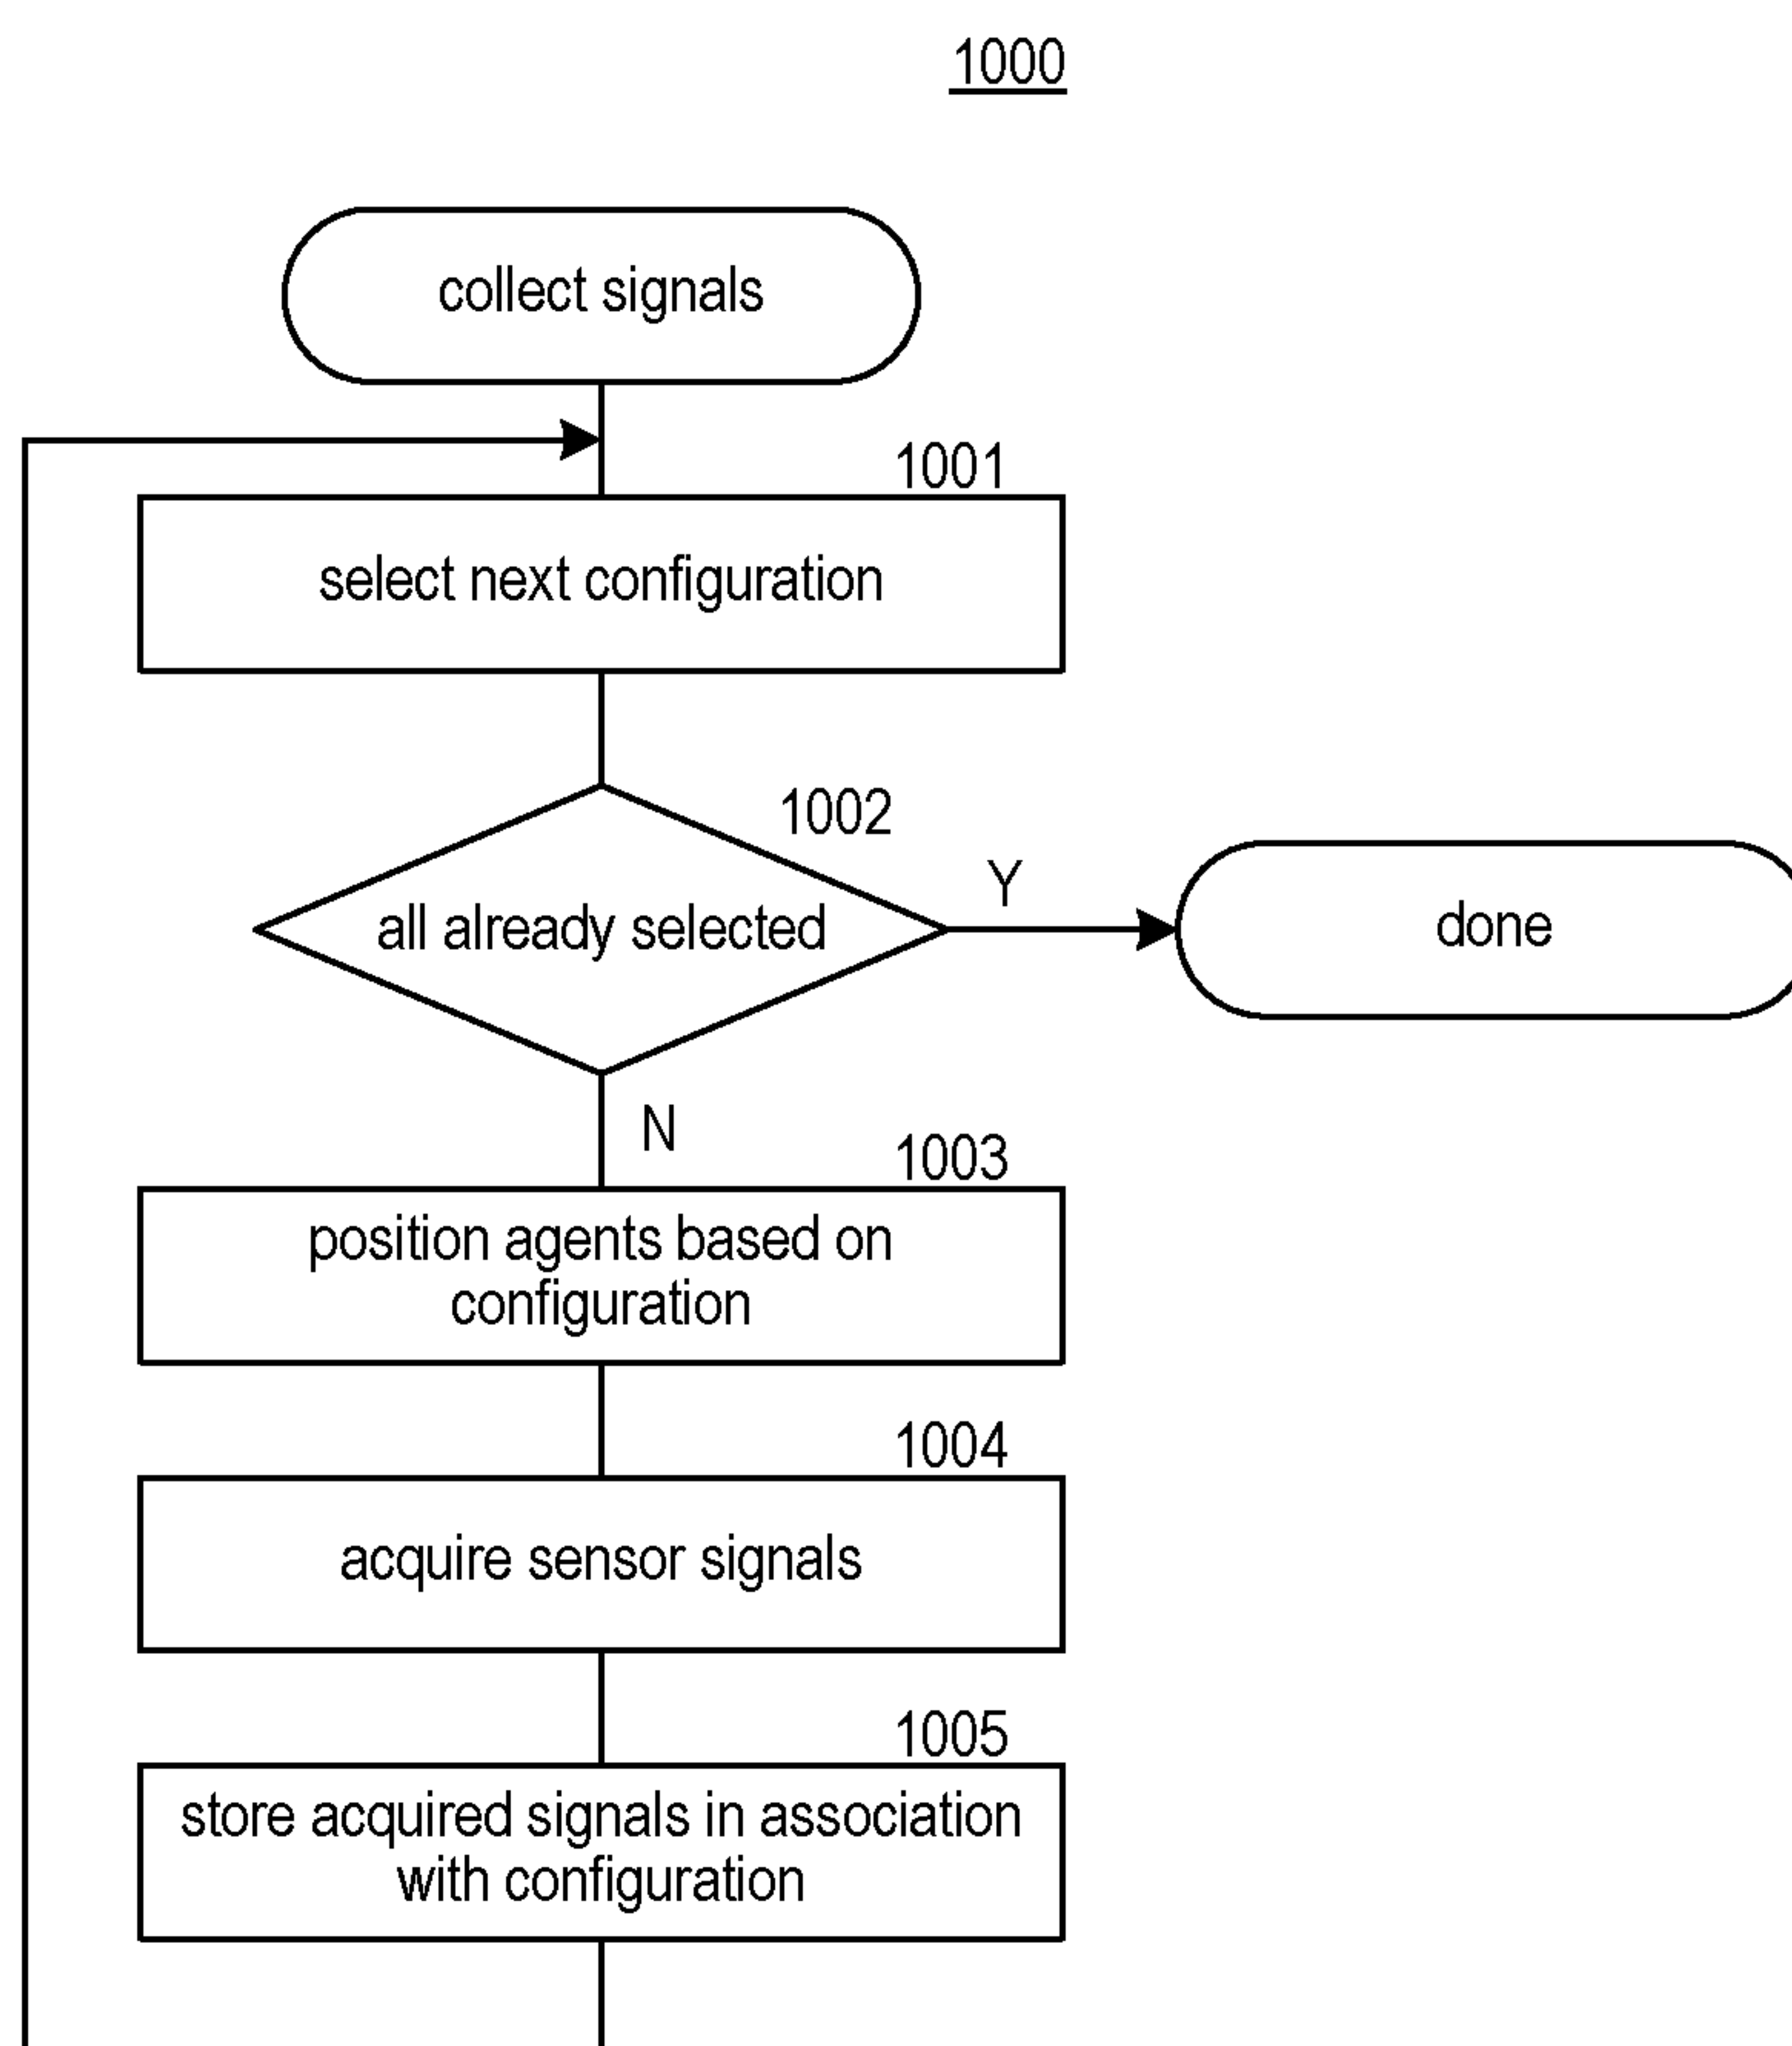 1000
collect signals
1001
select next configuration
1002
all already selected
Y
done
N
1003
position agents based on
configuration
1004
acquire sensor signals
1005
store acquired signals in association
with configuration